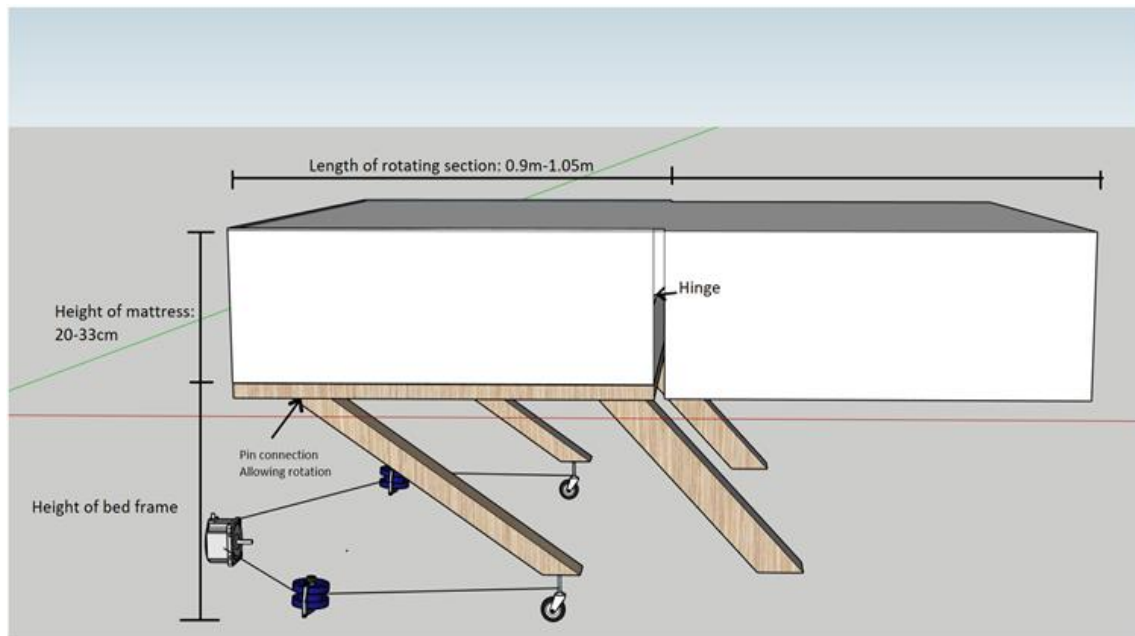 Length of rotating section: 0.9m-1.05m
Hinge
Height of mattress:
20-33cm
Pin connection
Allowing rotation
Height of bed frame